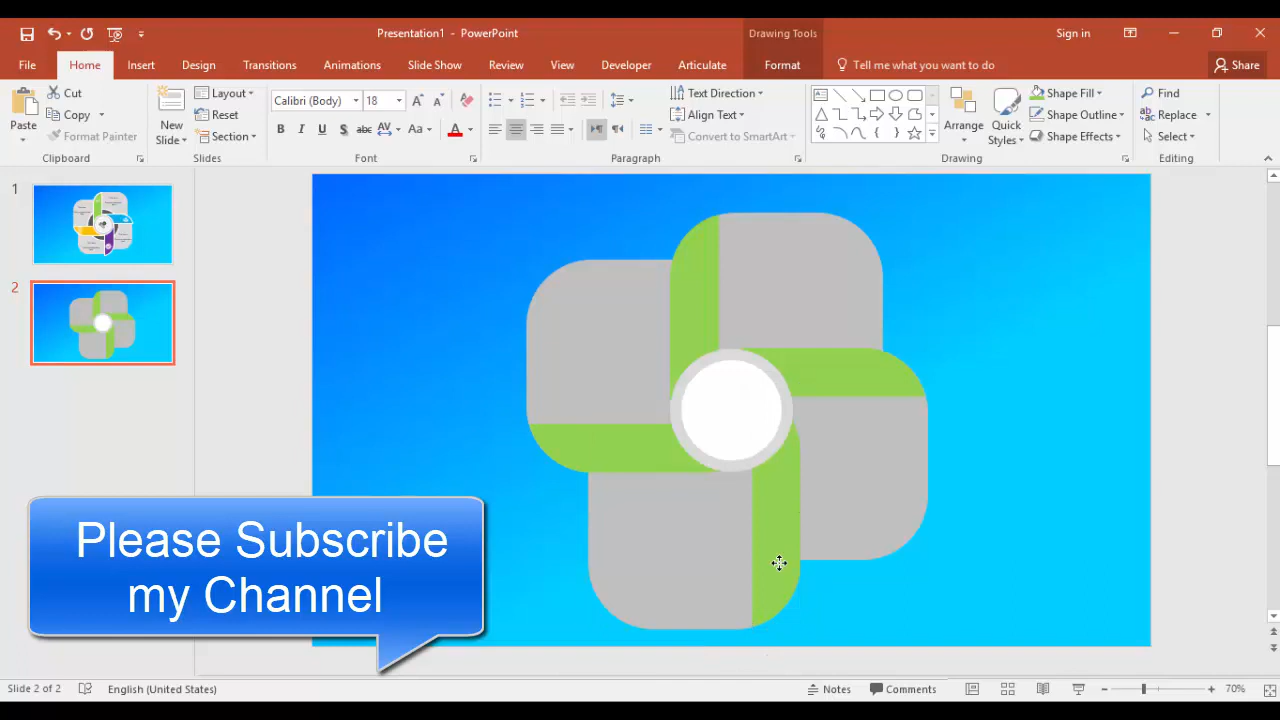 Presentation1 - PowerPoint
Drawing Tools
Sign in
File
Home
Insert
Design
Transitions
Animations
Slide Show
Review
View
Developer
Articulate
Format
Tell me what you want to do
Share
Paste
Cut
Copy
Format Painter
Clipboard
New
Slide
Layout
Reset
Section
Slides
Calibri (Body)
18
A
A
B
I
U
S
abc
AV
Aa
A
Font
Text Direction
Align Text
Convert to SmartArt
Paragraph
Arrange
Quick
Styles
Shape Fill
Shape Outline
Shape Effects
Drawing
Find
Replace
Select
Editing
1
2
Please Subscribe
my Channel
Slide 2 of 2
English (United States)
Notes
Comments
70%